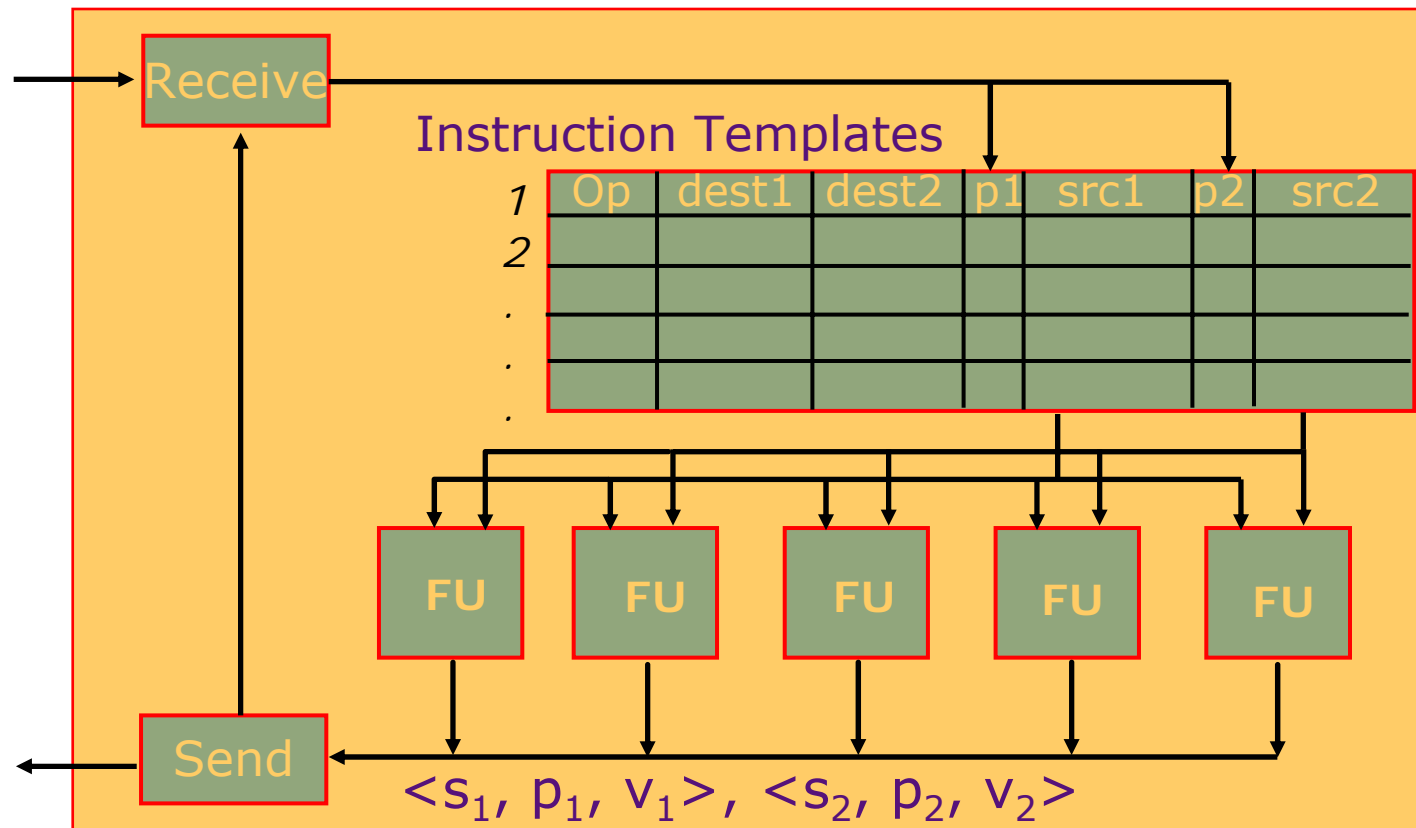 Receive
Instruction Templates
Op dest1 dest2 p1 src1 p2 src2
1
2
.
.
.
FU FU FU FU FU
Send
<s₁, p₁, v₁>, <s₂, p₂, v₂>